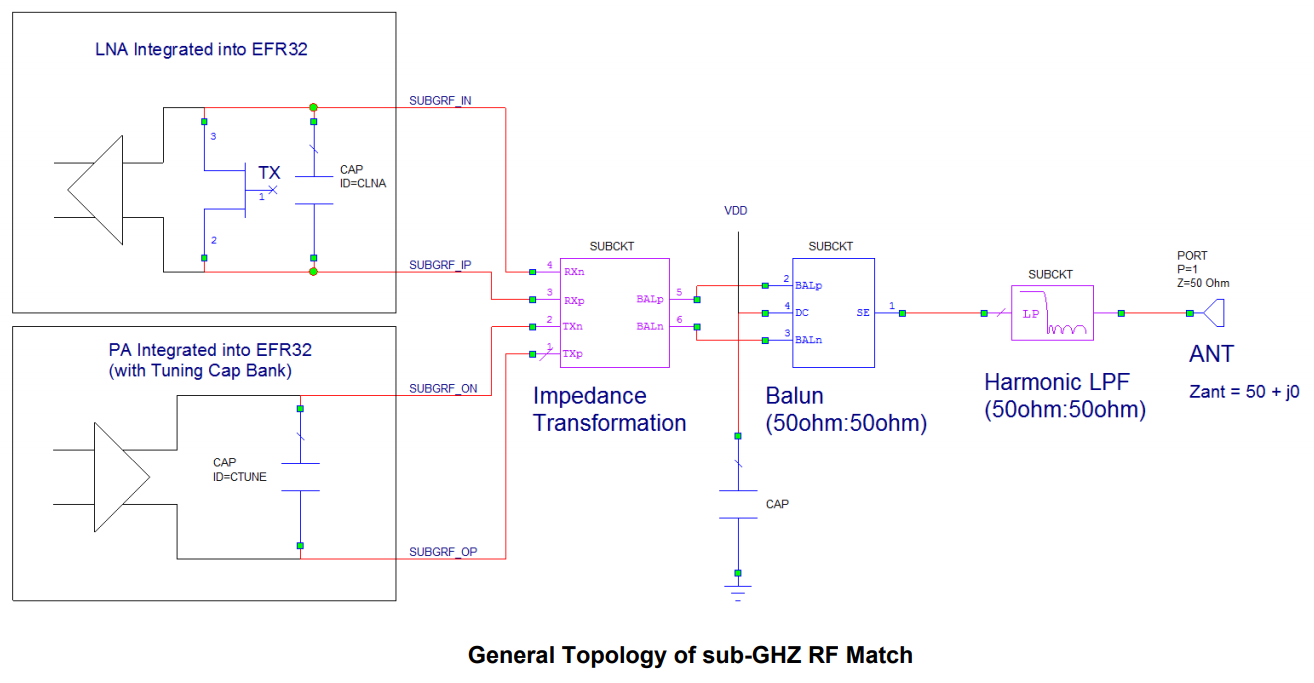 LNA Integrated into EFR32
SUBGRF_IN
3
TX
1
CAP
ID=CLNA
2
SUBGRF_IP
PA Integrated into EFR32
(with Tuning Cap Bank)
SUBGRF_ON
CAP
ID=CTUNE
SUBGRF_OP
SUBCKT
4
RXn
3
RXp
2
TXn
1
TXp
BALp
5
BALn
6
Impedance
Transformation
VDD
SUBCKT
2
BALp
4
DC
3
BALn
SE
1
Balun
(50ohm:50ohm)
CAP
SUBCKT
LP
Harmonic LPF
(50ohm:50ohm)
PORT
P=1
Z=50 Ohm
ANT
Zant = 50 + j0
General Topology of sub-GHZ RF Match